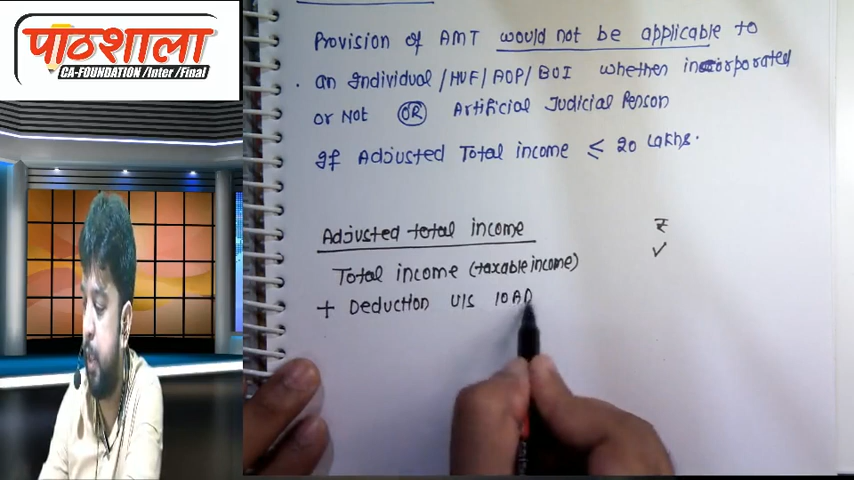 पाठशाला
CA-FOUNDATION /Inter /Final
Provision of AMT would not be applicable to
an Individual / HUF / AOP / BOI whether incorporated
or Not OR Artificial Judicial Person
If Adjusted Total income ≤ 20 Lakhs.
Adjusted total income ₹
Total income (taxable income) ✓
+ Deduction U/S 10AA